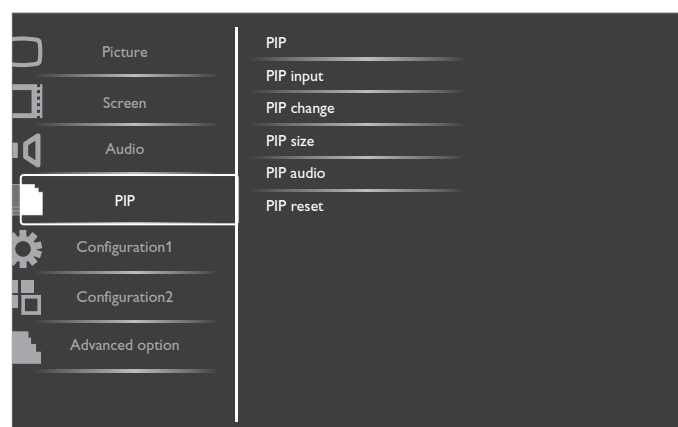 Picture
Screen
Audio
PIP
Configuration1
Configuration2
Advanced option
PIP
PIP input
PIP change
PIP size
PIP audio
PIP reset